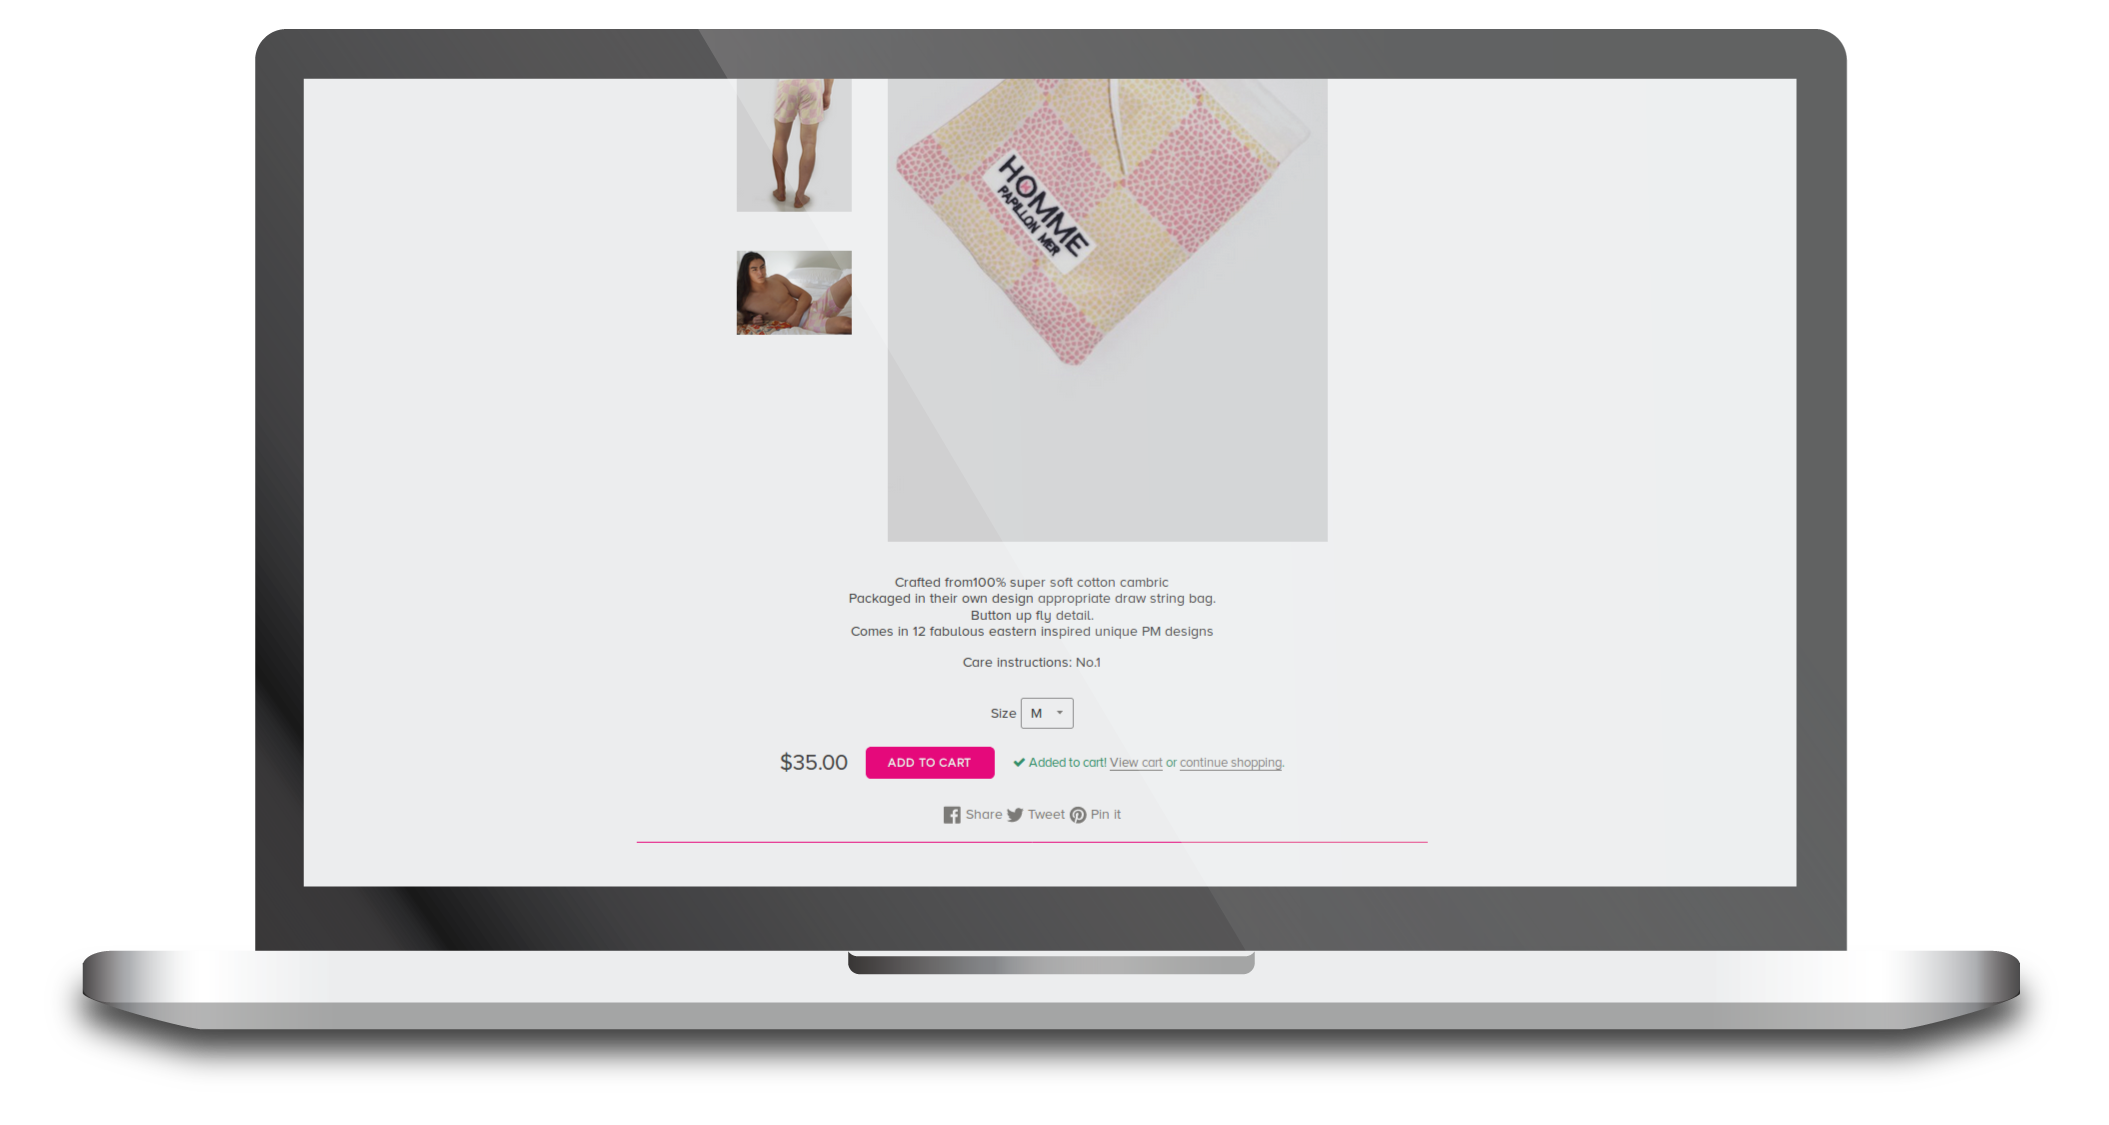 HOMME
PAPILLON MER
Crafted from100% super soft cotton cambric
Packaged in their own design appropriate draw string bag.
Button up fly detail.
Comes in 12 fabulous eastern inspired unique PM designs
Care instructions: No.1
Size M
$35.00 ADD TO CART Added to cart! View cart or continue shopping.
Share Tweet Pin it